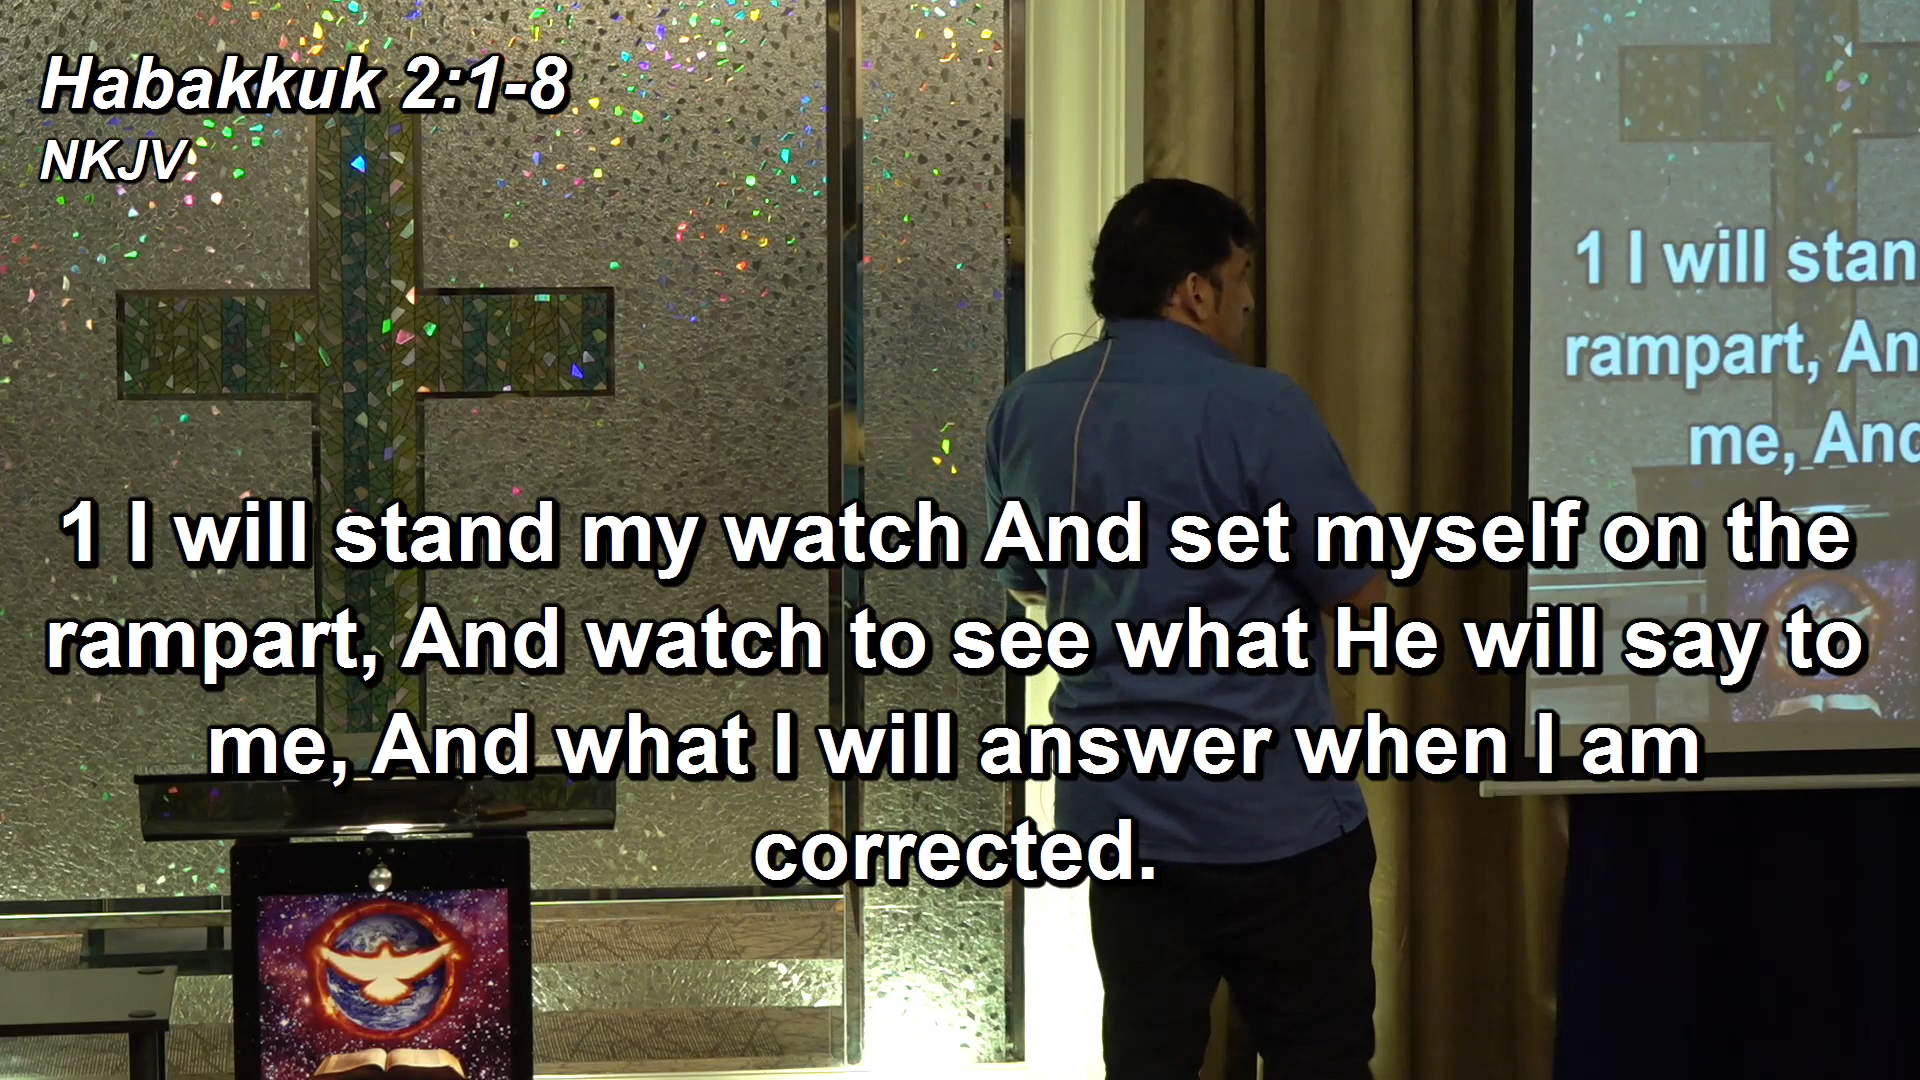 Habakkuk 2:1-8
NKJV
1 I will stan
rampart, An
me, And
1 I will stand my watch And set myself on the
rampart, And watch to see what He will say to
me, And what I will answer when I am
corrected.